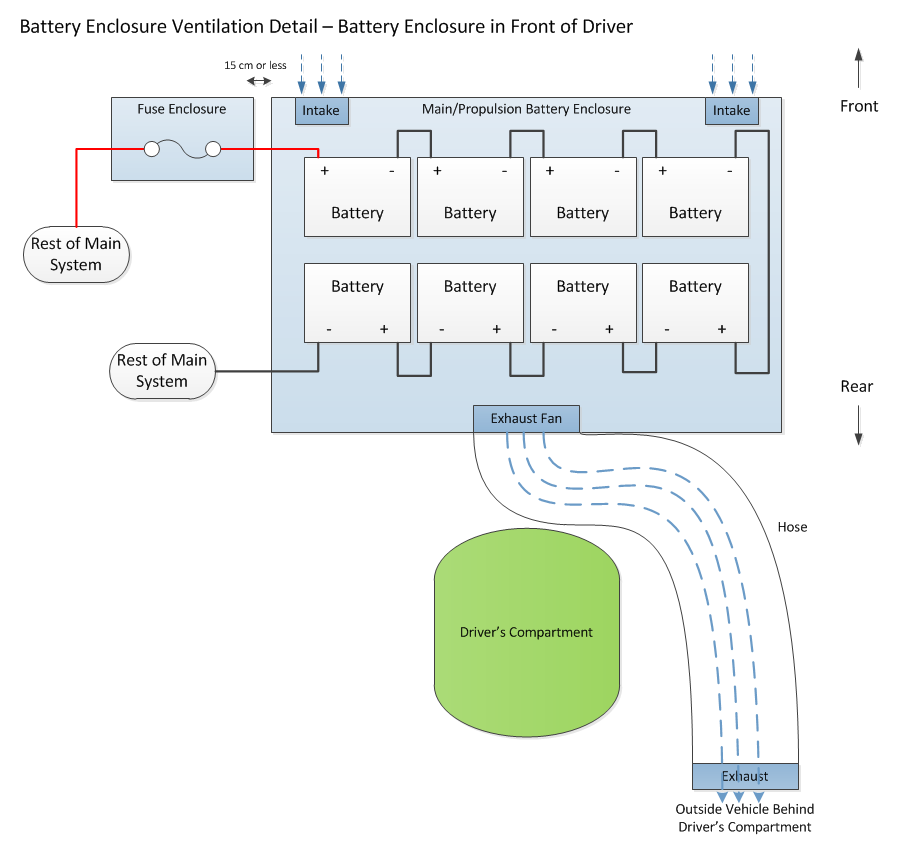 Battery Enclosure Ventilation Detail – Battery Enclosure in Front of Driver
15 cm or less
Fuse Enclosure
Intake
Main/Propulsion Battery Enclosure
Intake
Front
+ - + - + - + -
Battery Battery Battery Battery
Rest of Main
System
Battery Battery Battery Battery
- + - + - + - +
Rest of Main
System
Rear
Exhaust Fan
Hose
Driver's Compartment
Exhaust
Outside Vehicle Behind
Driver's Compartment